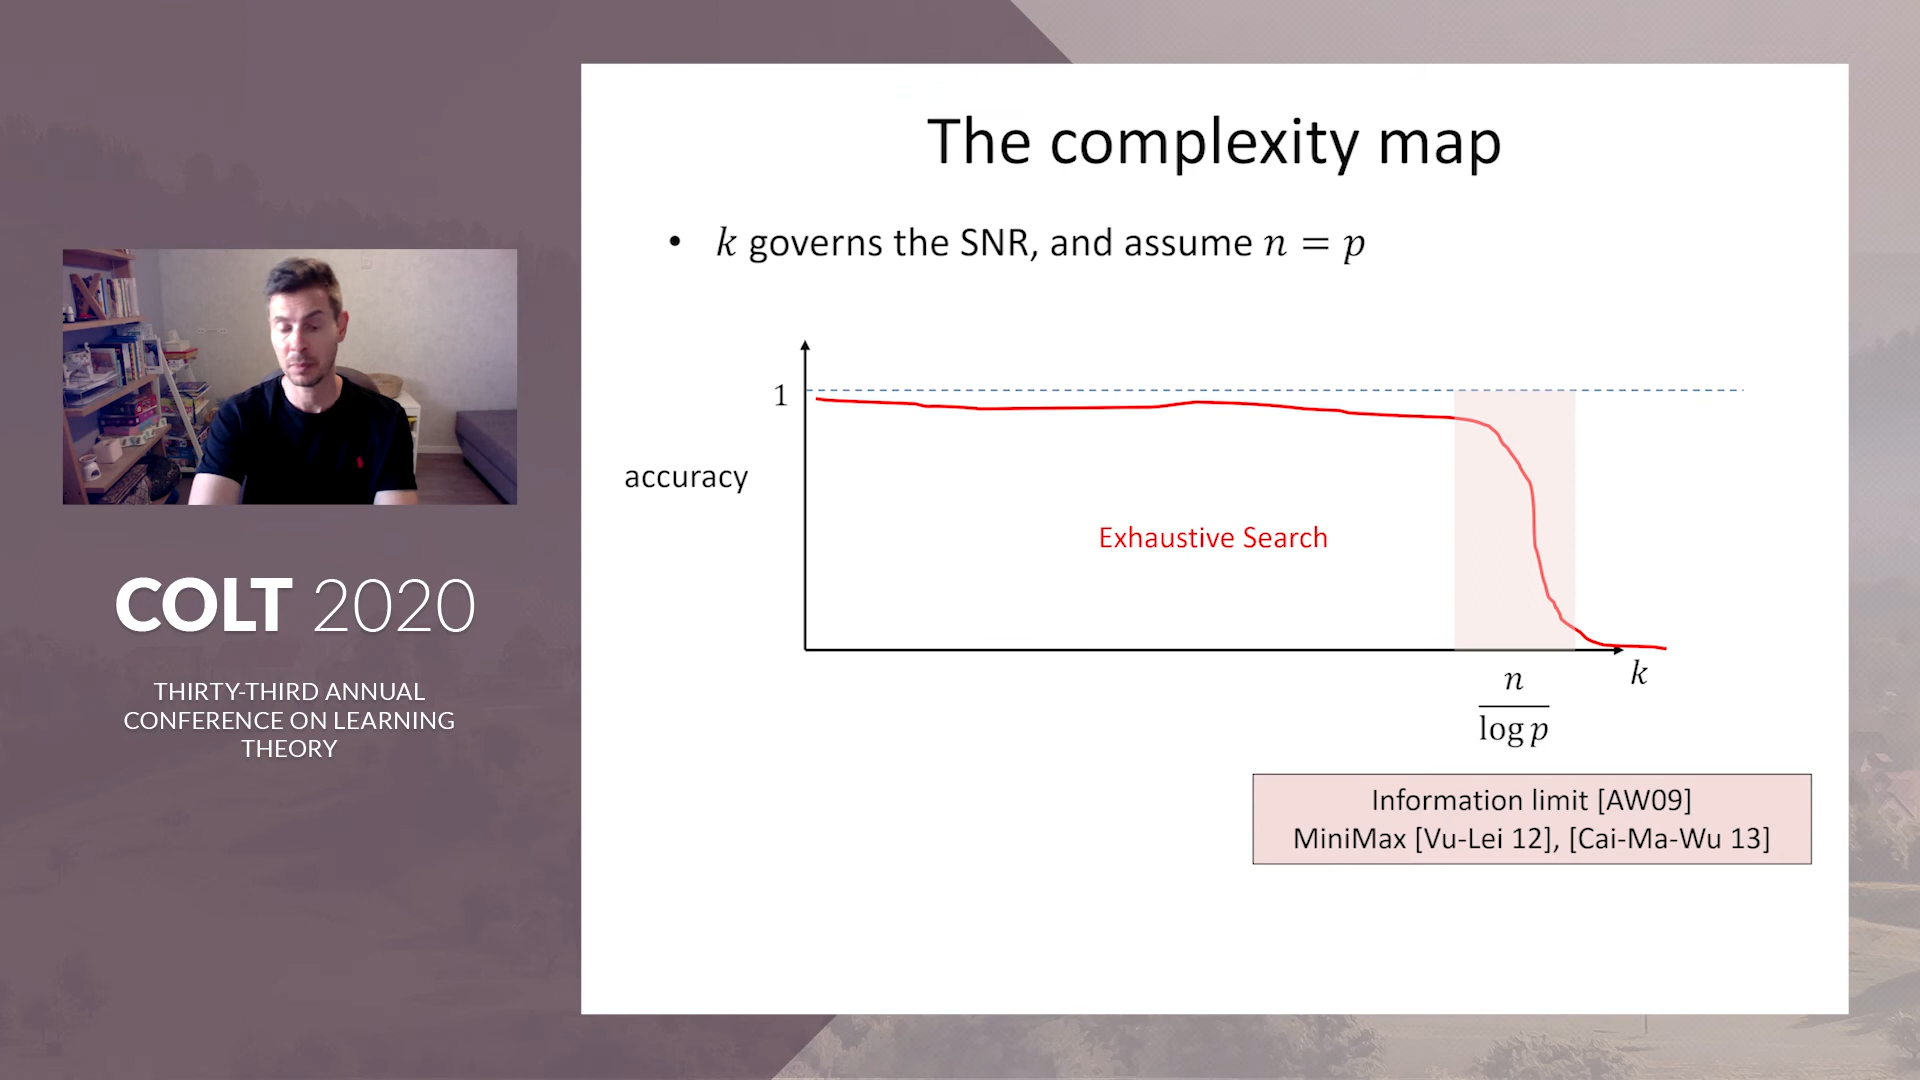 The complexity map
• k governs the SNR, and assume n = p
1
accuracy
Exhaustive Search
k
n
log p
Information limit [AW09]
MiniMax [Vu-Lei 12], [Cai-Ma-Wu 13]
COLT 2020
THIRTY-THIRD ANNUAL
CONFERENCE ON LEARNING
THEORY